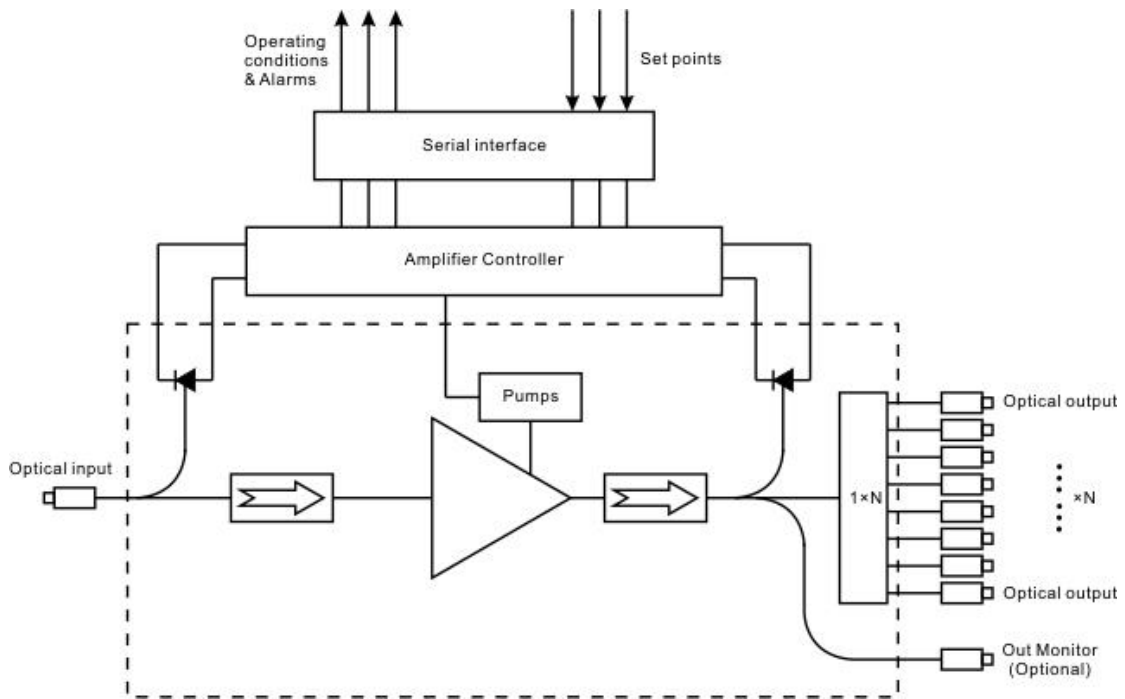 Operating
conditions
& Alarms
Set points
Serial interface
Amplifier Controller
Pumps
Optical input
1×N
Optical output
×N
Optical output
Out Monitor
(Optional)